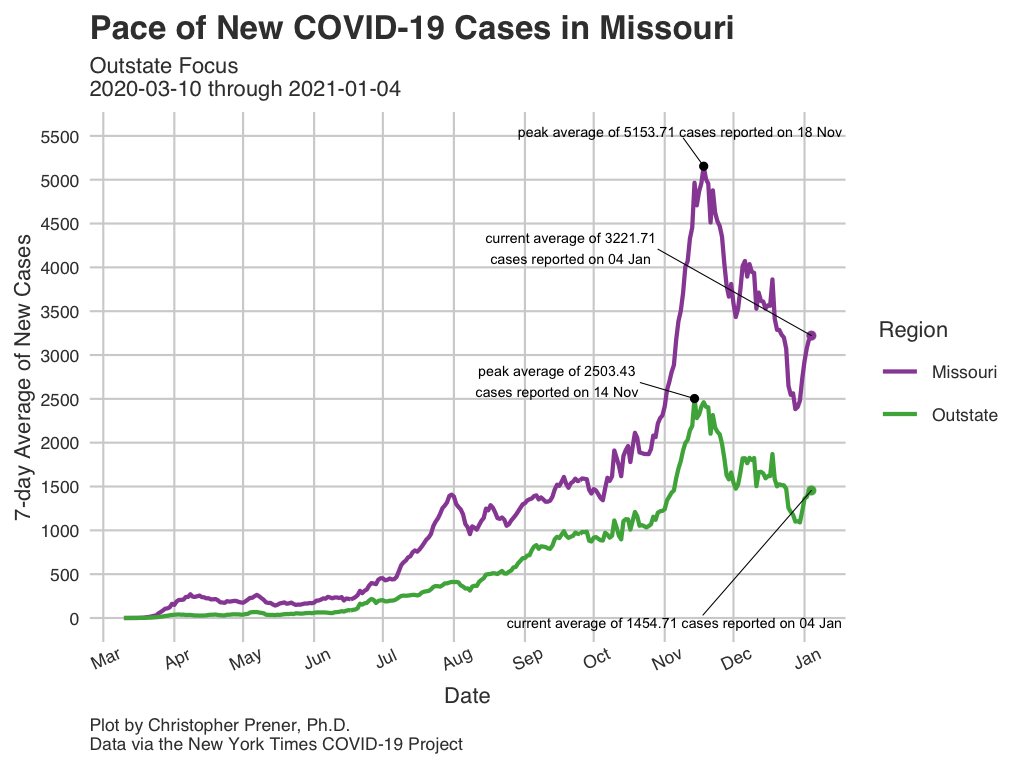 Pace of New COVID-19 Cases in Missouri
Outstate Focus
2020-03-10 through 2021-01-04
peak average of 5153.71 cases reported on 18 Nov
current average of 3221.71
cases reported on 04 Jan
peak average of 2503.43
cases reported on 14 Nov
current average of 1454.71 cases reported on 04 Jan
7-day Average of New Cases
5500
5000
4500
4000
3500
3000
2500
2000
1500
1000
500
0
Mar
Apr
May
Jun
Jul
Aug
Sep
Oct
Nov
Dec
Jan
Date
Region
Missouri
Outstate
Plot by Christopher Prener, Ph.D.
Data via the New York Times COVID-19 Project